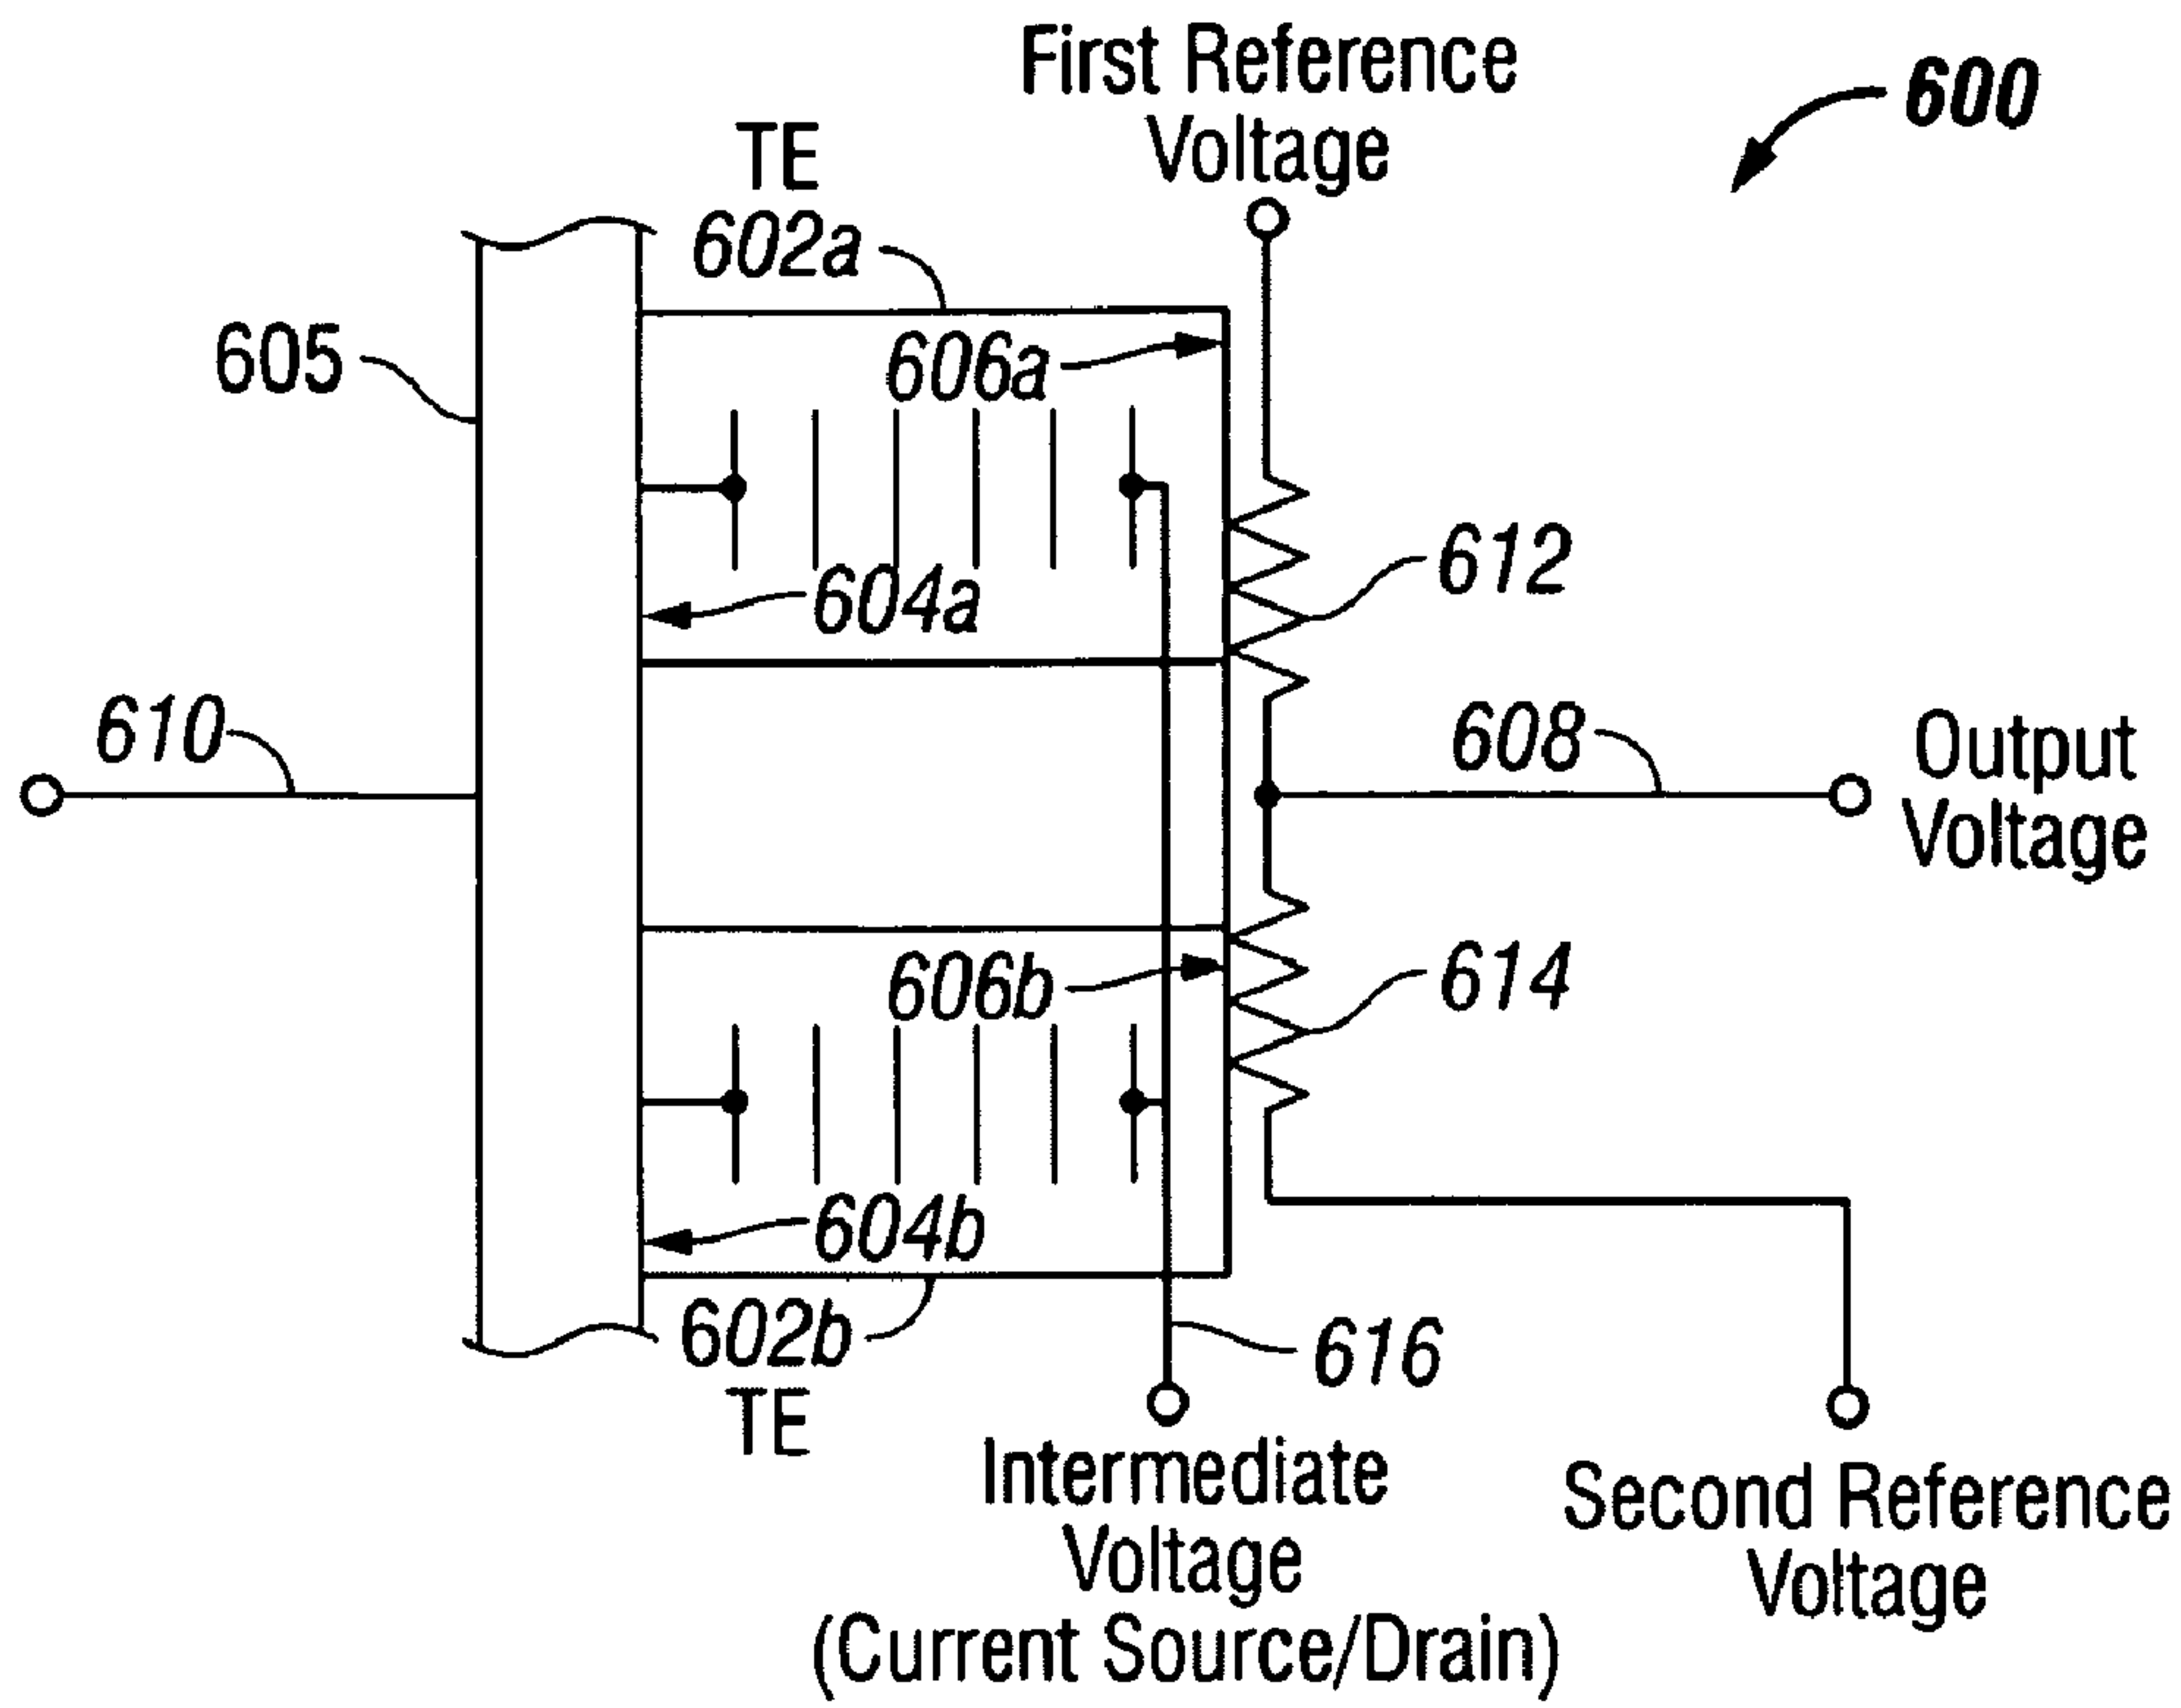 First Reference
Voltage
600
TE
602a
605
606a
612
604a
610
608
Output
Voltage
606b
614
604b
602b
TE
616
Intermediate
Voltage
(Current Source/Drain)
Second Reference
Voltage